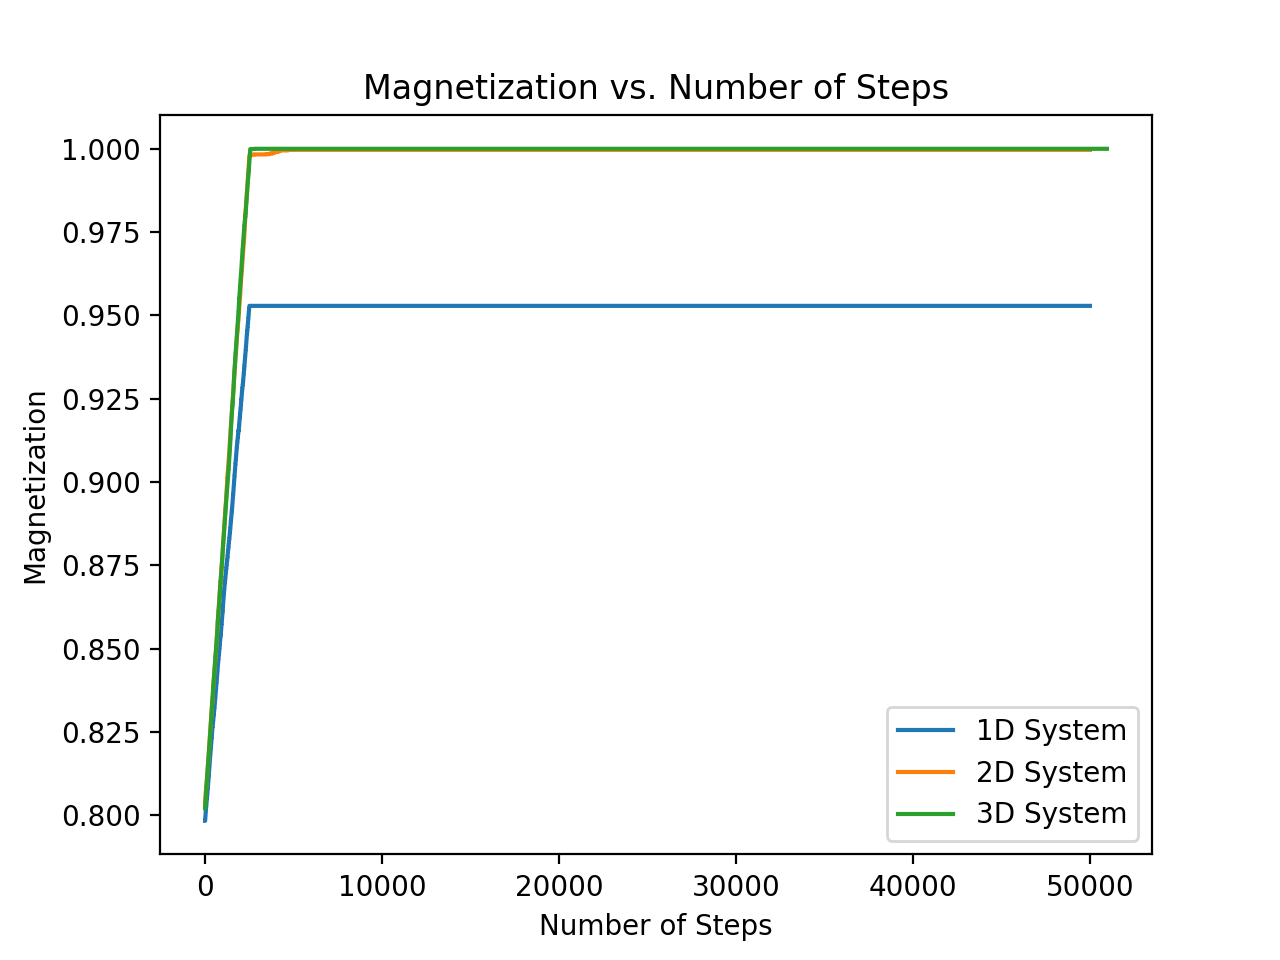 Magnetization vs. Number of Steps
1.000
0.975
0.950
0.925
0.900
0.875
0.850
0.825
0.800
Magnetization
0 10000 20000 30000 40000 50000
Number of Steps
1D System
2D System
3D System